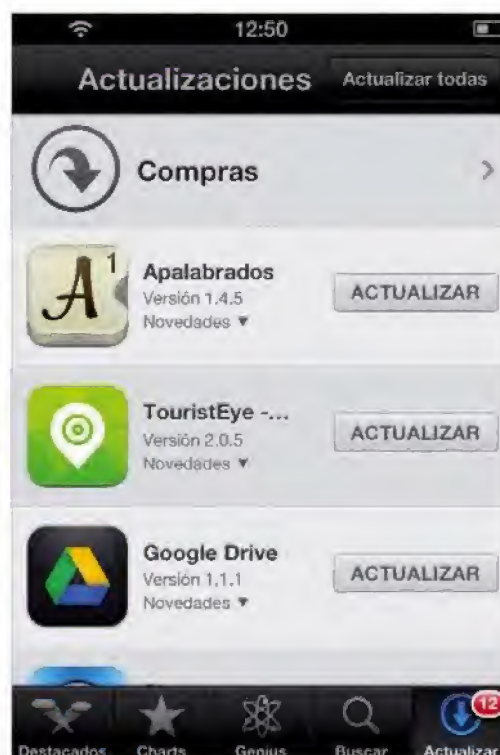 12:50
Actualizaciones Actualizar todas
Compras
A 1
Apalabrados
Versión 1.4.5
Novedades
ACTUALIZAR
TouristEye -...
Versión 2.0.5
Novedades
ACTUALIZAR
Google Drive
Versión 1.1.1
Novedades
ACTUALIZAR
12
Destacados Charts Genius Buscar Actualizar